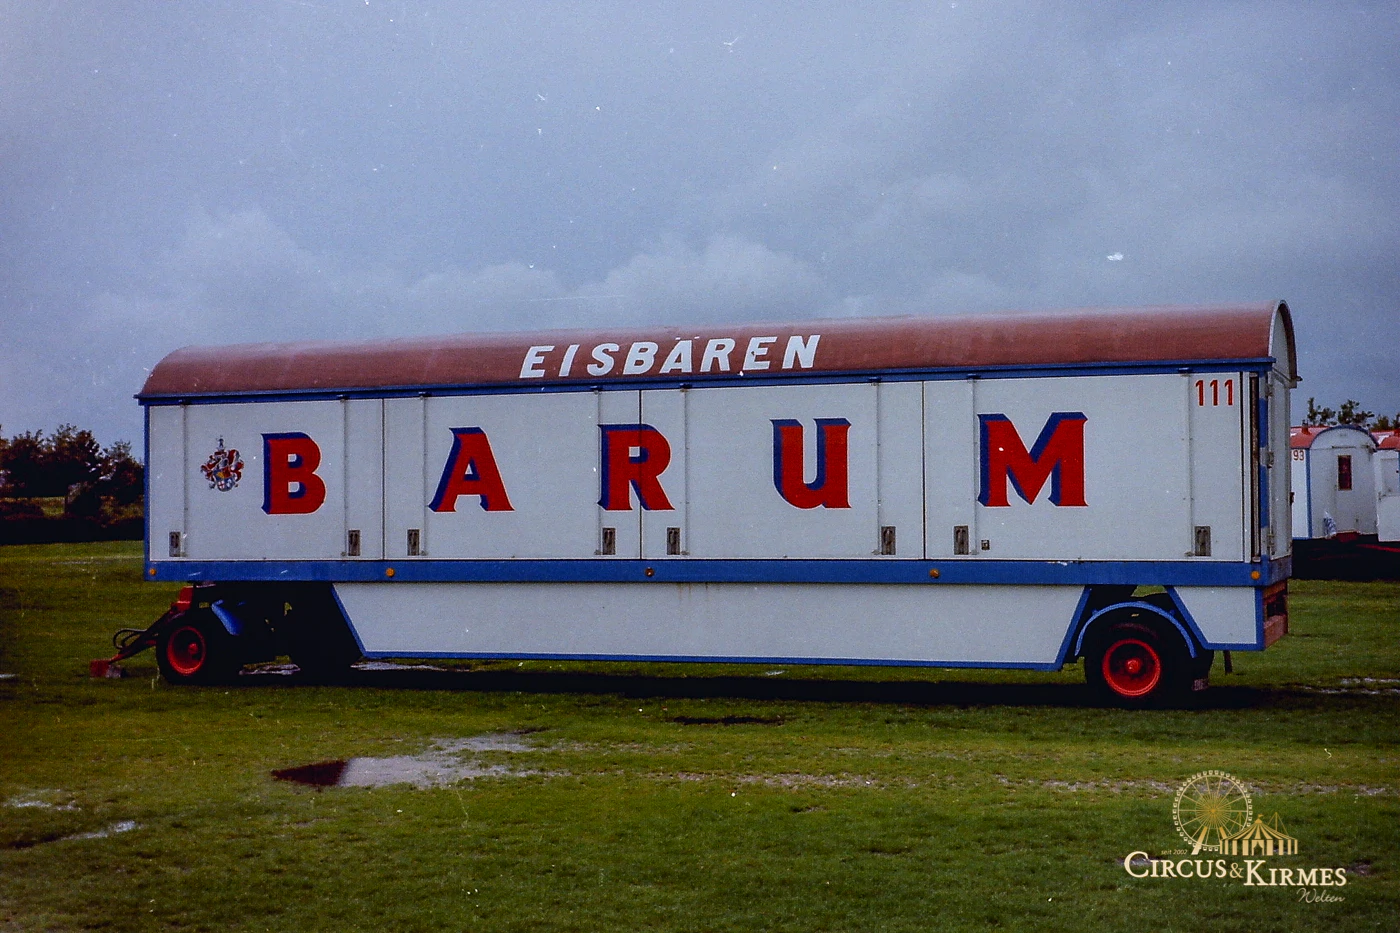 EISBÄREN
BARUM
111
93
seit 2002
CIRCUS & KIRMES
Welten